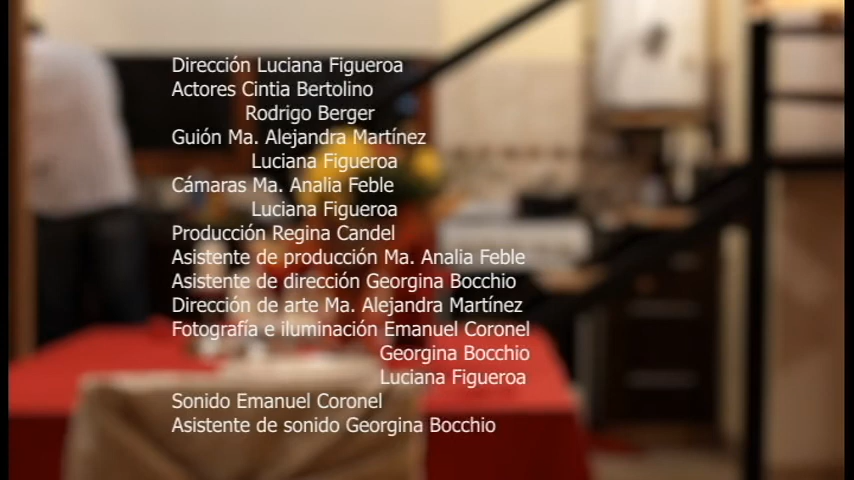 Dirección Luciana Figueroa
Actores Cintia Bertolino
Rodrigo Berger
Guión Ma. Alejandra Martínez
Luciana Figueroa
Cámaras Ma. Analia Feble
Luciana Figueroa
Producción Regina Candel
Asistente de producción Ma. Analia Feble
Asistente de dirección Georgina Bocchio
Dirección de arte Ma. Alejandra Martínez
Fotografía e iluminación Emanuel Coronel
Georgina Bocchio
Luciana Figueroa
Sonido Emanuel Coronel
Asistente de sonido Georgina Bocchio